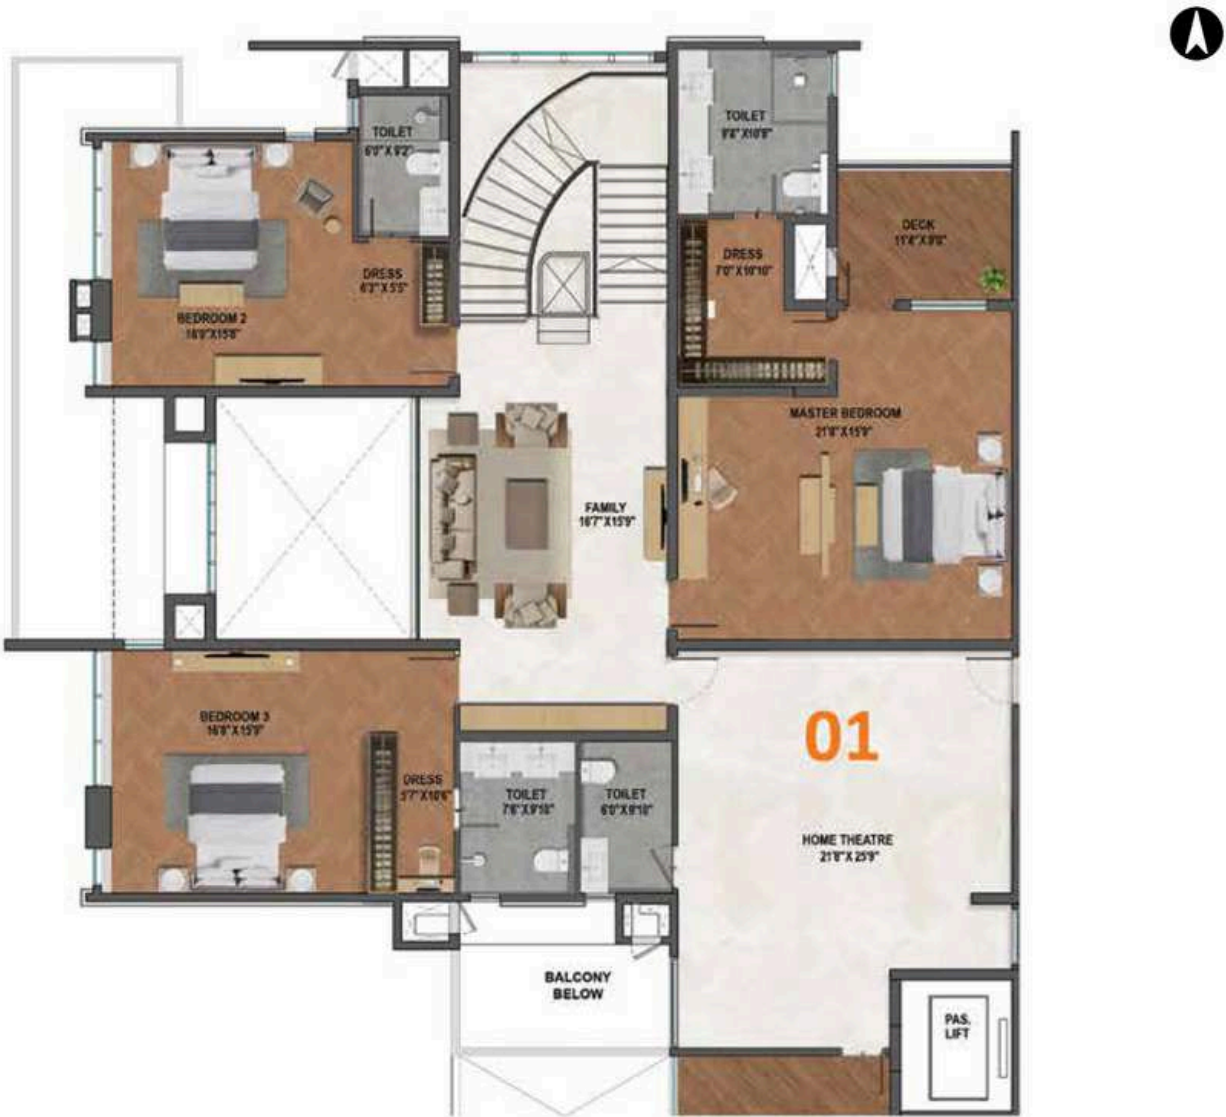 TOILET
6'0" X 9'2"
TOILET
9'8" X10'8"
DECK
11'4" X 8'0"
DRESS
7'0" X10'10"
DRESS
6'3" X 5'5"
BEDROOM 2
16'9"X15'8"
MASTER BEDROOM
21'8"X15'9"
FAMILY
16'7"X15'9"
BEDROOM 3
16'8"X15'9"
01
DRESS
5'7"X10'6"
TOILET
7'6"X9'10"
TOILET
6'0"X9'10"
HOME THEATRE
21'8"X 25'9"
BALCONY
BELOW
PAS.
LIFT